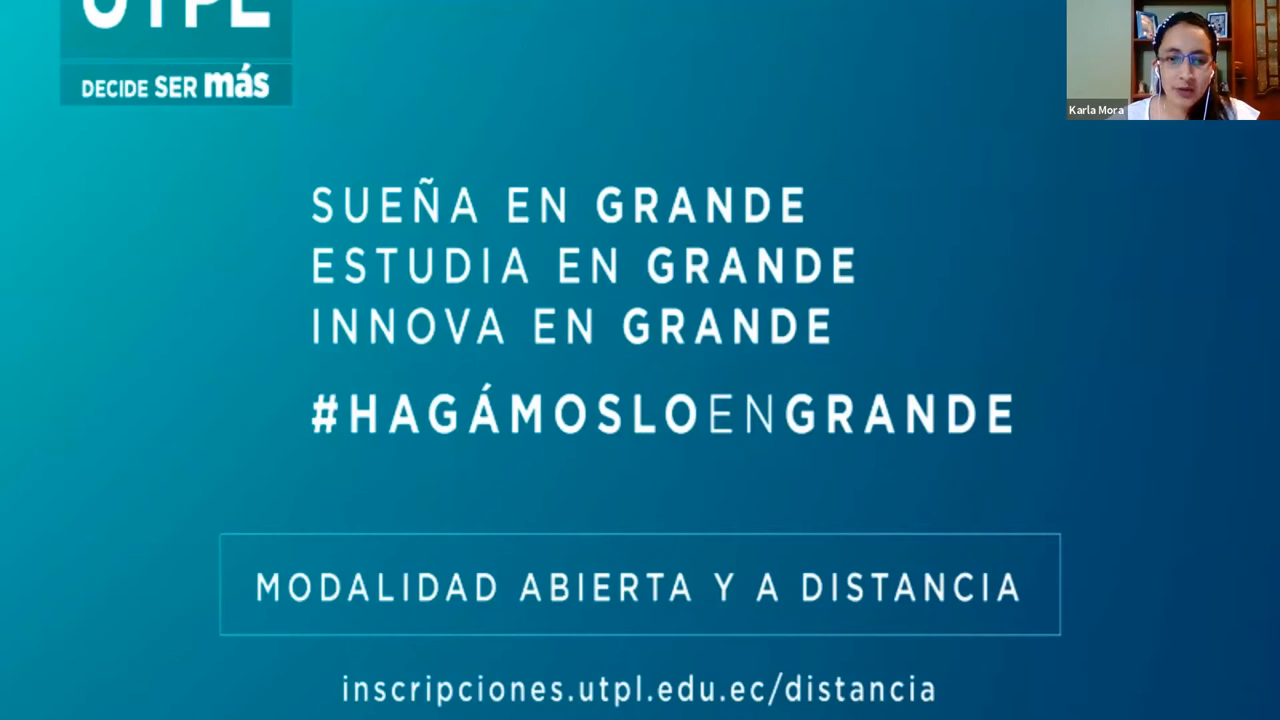 UTPL
DECIDE SER más
Karla Mora
SUEÑA EN GRANDE
ESTUDIA EN GRANDE
INNOVA EN GRANDE
#HAGÁMOSLOENGRANDE
MODALIDAD ABIERTA Y A DISTANCIA
inscripciones.utpl.edu.ec/distancia